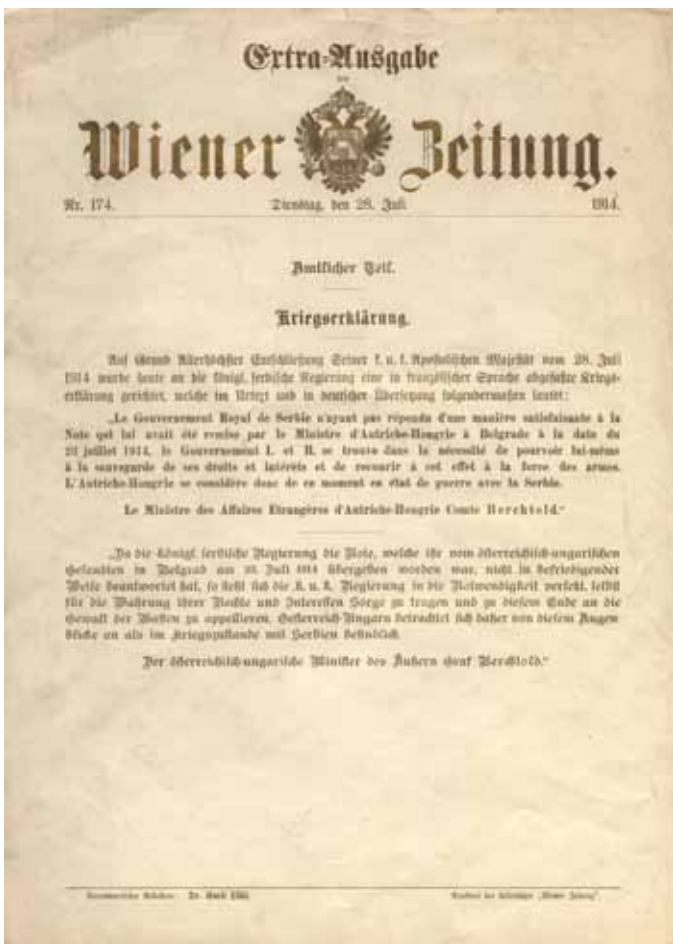 Extra-Ausgabe
der
Wiener Zeitung.
Nr. 174. Dienstag, den 28. Juli 1914.
Amtlicher Teil.
Kriegserklärung.
Auf Grund Allerhöchster Entschließung Seiner k. u. k. Apostolischen Majestät vom 28. Juli
1914 wurde heute an die königl. serbische Regierung eine in französischer Sprache abgefaßte Kriegs-
erklärung gerichtet, welche im Urtext und in deutscher Übersetzung folgendermaßen lautet:
„Le Gouvernement Royal de Serbie n'ayant pas répondu d'une manière satisfaisante à la
Note qui lui avait été remise par le Ministre d'Autriche-Hongrie à Belgrade à la date du
23 juillet 1914, le Gouvernement I. et R. se trouve dans la nécessité de pourvoir lui-même
à la sauvegarde de ses droits et intérêts et de recourir à cet effet à la force des armes.
L'Autriche-Hongrie se considère donc de ce moment en état de guerre avec la Serbie.
Le Ministre des Affaires Etrangères d'Autriche-Hongrie Comte Berchtold.“
„Da die königl. serbische Regierung die Note, welche ihr vom österreichisch-ungarischen
Gesandten in Belgrad am 23. Juli 1914 übergeben worden war, nicht in befriedigender
Weise beantwortet hat, so sieht sich die k. u. k. Regierung in die Notwendigkeit versetzt, selbst
für die Wahrung ihrer Rechte und Interessen Sorge zu tragen und zu diesem Ende an die
Gewalt der Waffen zu appellieren. Oesterreich-Ungarn betrachtet sich daher von diesem Augen-
blicke an als im Kriegszustande mit Serbien befindlich.
Der österreichisch-ungarische Minister des Äußern Graf Berchtold.“
Dr. der „Wiener Zeitung“.